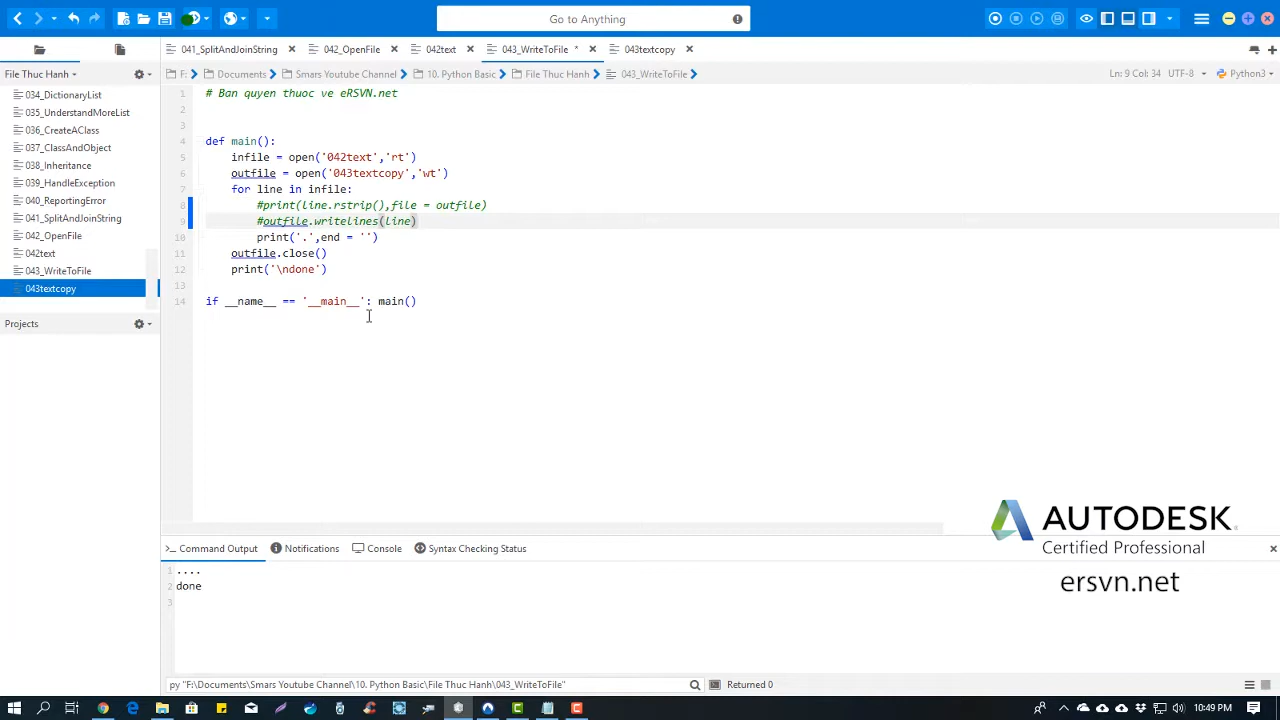 Go to Anything
041_SplitAndJoinString
042_OpenFile
042text
043_WriteToFile *
043textcopy
File Thuc Hanh
F:
Documents
Smars Youtube Channel
10. Python Basic
File Thuc Hanh
043_WriteToFile
Ln: 9 Col: 34
UTF-8
Python3
034_DictionaryList
035_UnderstandMoreList
036_CreateAClass
037_ClassAndObject
038_Inheritance
039_HandleException
040_ReportingError
041_SplitAndJoinString
042_OpenFile
042text
043_WriteToFile
043textcopy
Projects
1 # Ban quyen thuoc ve eRSVN.net
2
3
4 def main():
5 infile = open('042text','rt')
6 outfile = open('043textcopy','wt')
7 for line in infile:
8 #print(line.rstrip(),file = outfile)
9 #outfile.writelines(line)
10 print('.',end = '')
11 outfile.close()
12 print('\ndone')
13
14 if __name__ == '__main__': main()
AUTODESK
Certified Professional
ersvn.net
Command Output
Notifications
Console
Syntax Checking Status
1 ....
2 done
3
py "F:\Documents\Smars Youtube Channel\10. Python Basic\File Thuc Hanh\043_WriteToFile"
Returned 0
10:49 PM